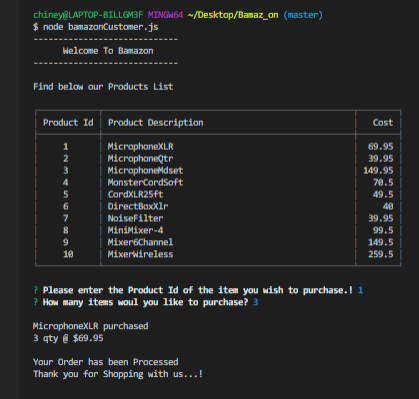 chiney@LAPTOP-BILLGM3F MINGW64 ~/Desktop/Bamaz_on (master)
$ node bamazonCustomer.js
-----------------------------
Welcome To Bamazon
-----------------------------
Find below our Products List
Product Id Product Description Cost
1 MicrophoneXLR 69.95
2 MicrophoneQtr 39.95
3 MicrophoneMdset 149.95
4 MonsterCordSoft 70.5
5 CordXLR25ft 49.5
6 DirectBoxXlr 40
7 NoiseFilter 39.95
8 MiniMixer-4 99.5
9 Mixer6Channel 149.5
10 MixerWireless 259.5
? Please enter the Product Id of the item you wish to purchase.! 1
? How many items woul you like to purchase? 3
MicrophoneXLR purchased
3 qty @ $69.95
Your Order has been Processed
Thank you for Shopping with us...!